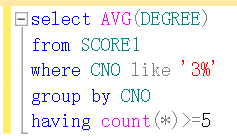 select AVG(DEGREE)
from SCORE1
where CNO like '3%'
group by CNO
having count(*)>=5